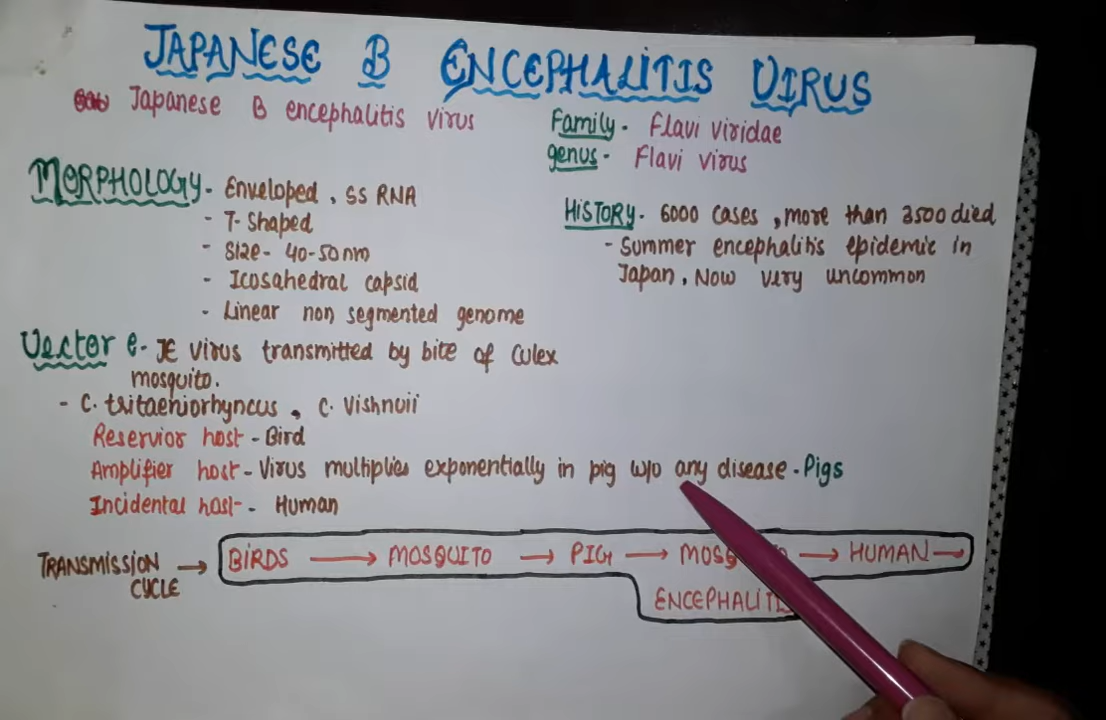 JAPANESE B ENCEPHALITIS VIRUS
Japanese B encephalitis virus
Family - Flavi viridae
genus - Flavi virus
MORPHOLOGY - Enveloped, SS RNA
- T-Shaped
- Size - 40-50nm
- Icosahedral capsid
- Linear non segmented genome
HISTORY - 6000 cases, more than 3500 died
- Summer encephalitis epidemic in
Japan. Now very uncommon
Vector e - JE virus transmitted by bite of Culex
mosquito.
- C. tritaeniorhyncus, C. Vishnuii
Reservior host - Bird
Amplifier host - Virus multiplies exponentially in pig w/o any disease - Pigs
Incidental host - Human
TRANSMISSION CYCLE → BIRDS → MOSQUITO → PIG → MOSQUITO → HUMAN →
ENCEPHALITIS